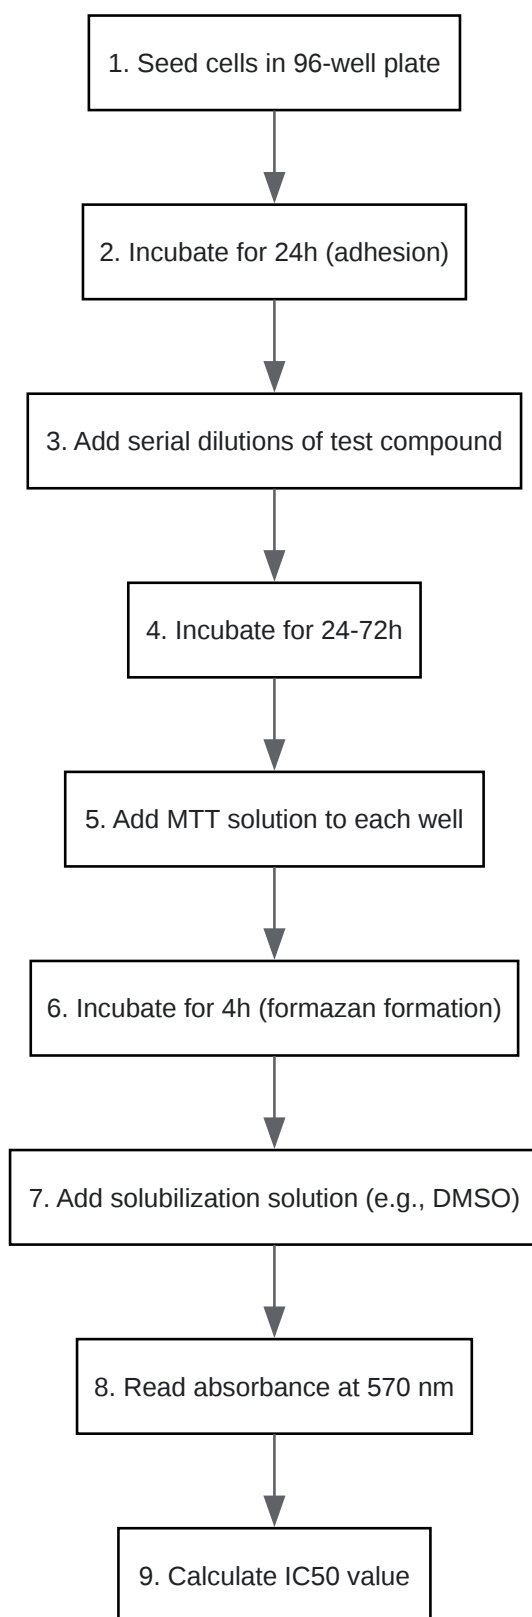 1. Seed cells in 96-well plate
2. Incubate for 24h (adhesion)
3. Add serial dilutions of test compound
4. Incubate for 24-72h
5. Add MTT solution to each well
6. Incubate for 4h (formazan formation)
7. Add solubilization solution (e.g., DMSO)
8. Read absorbance at 570 nm
9. Calculate IC50 value